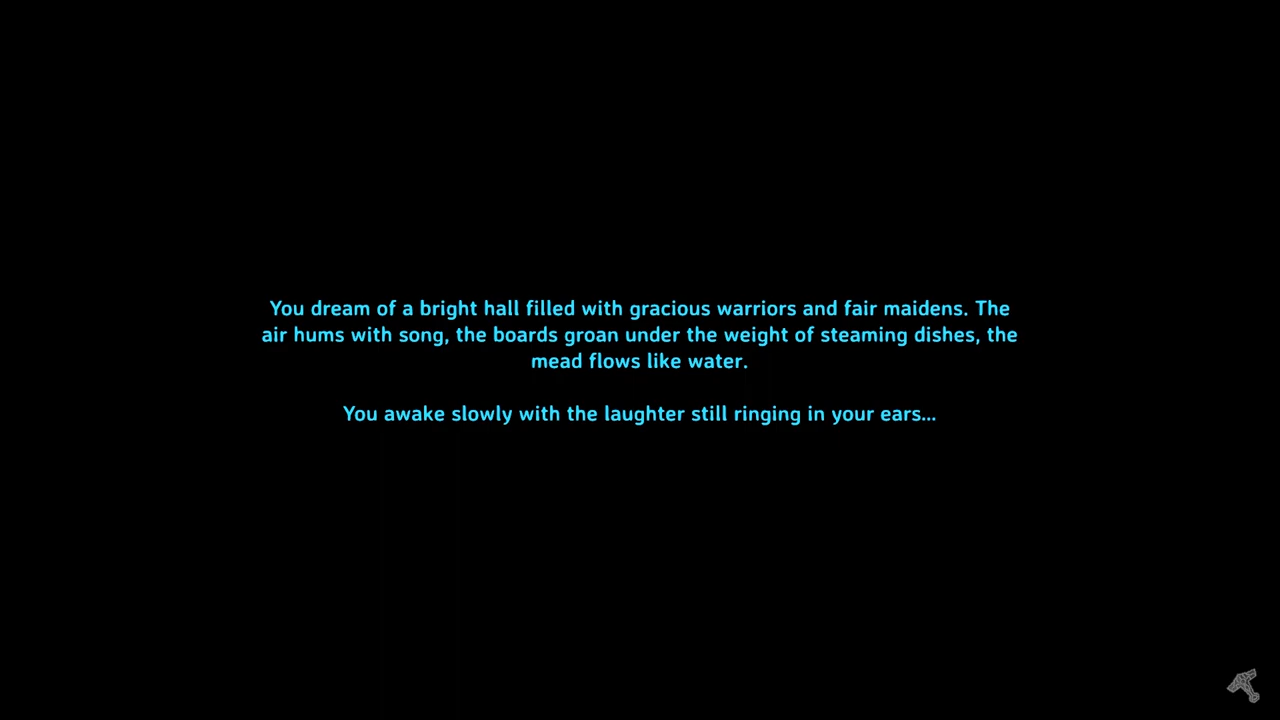 You dream of a bright hall filled with gracious warriors and fair maidens. The
air hums with song, the boards groan under the weight of steaming dishes, the
mead flows like water.
You awake slowly with the laughter still ringing in your ears...